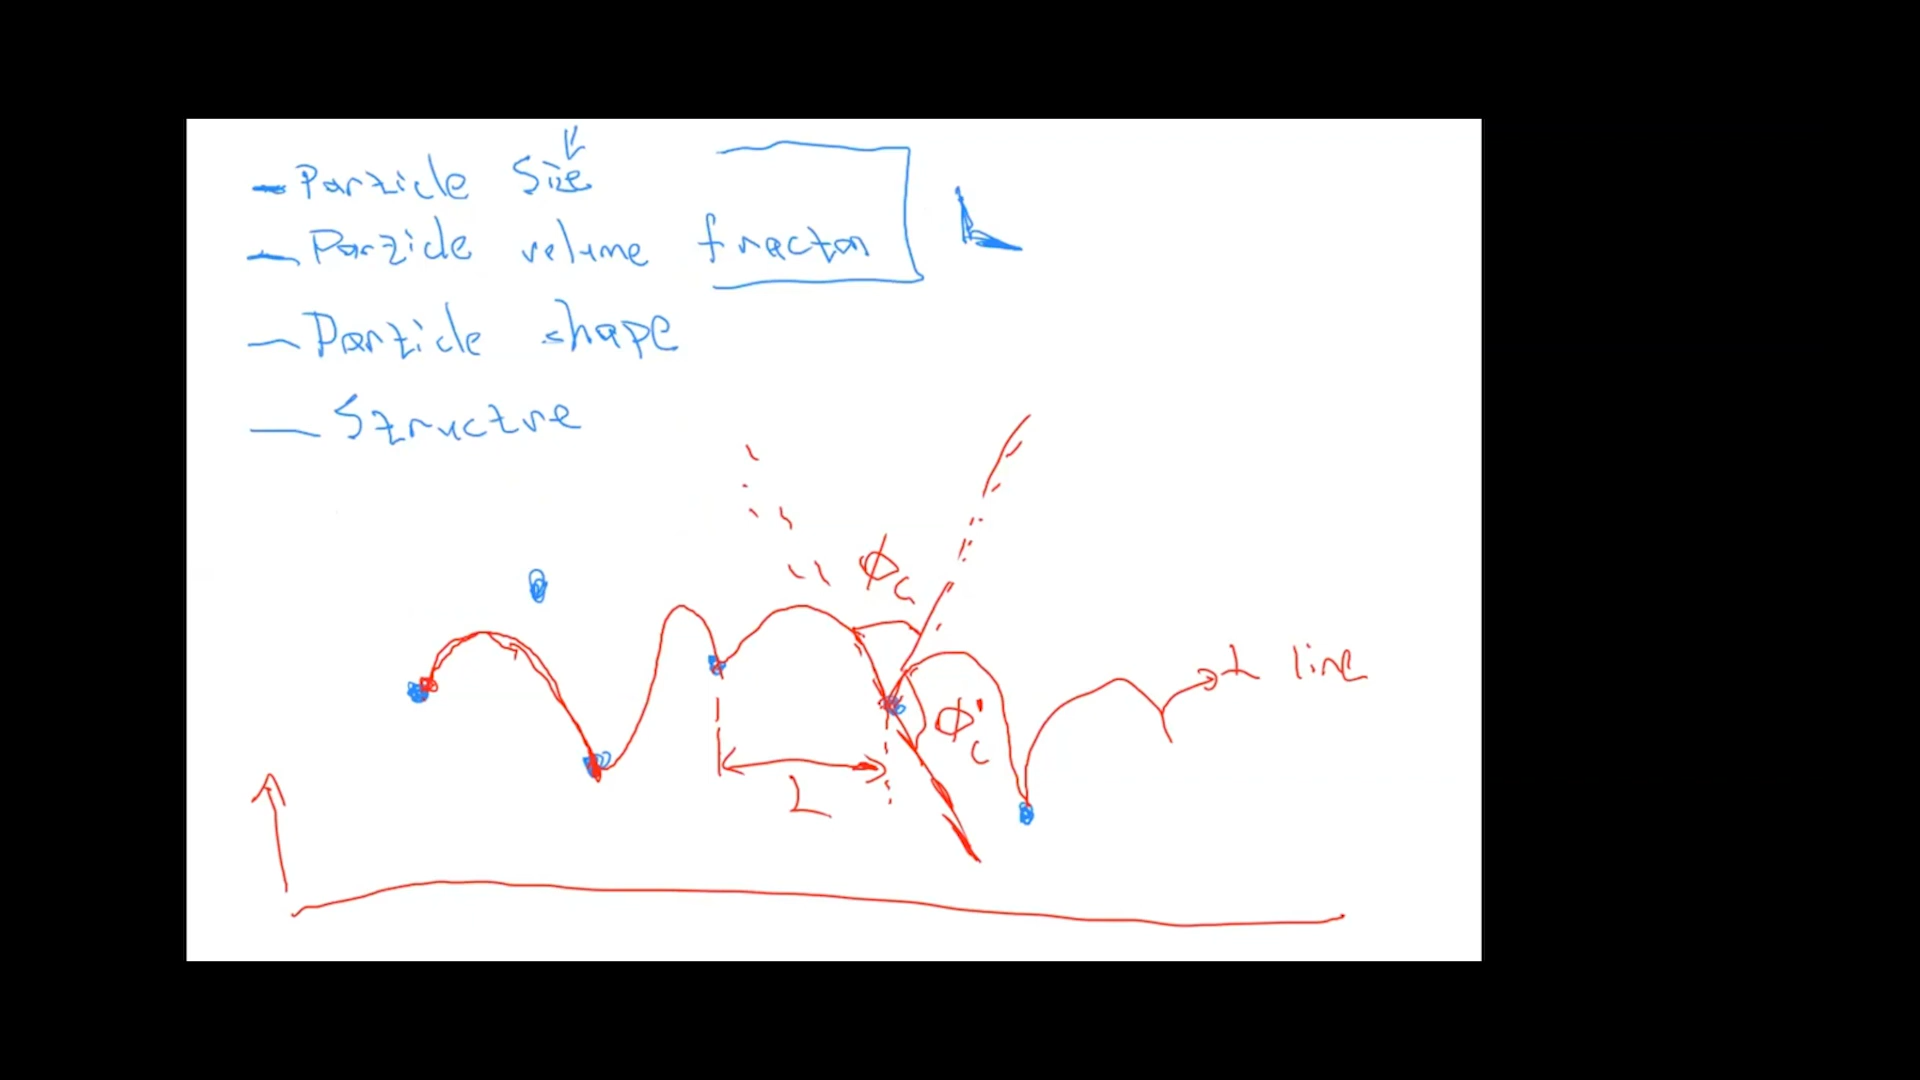 - Particle Size
- Particle volume fraction
- Particle shape
- Structure
ϕc
⊥ line
ϕ'c
L